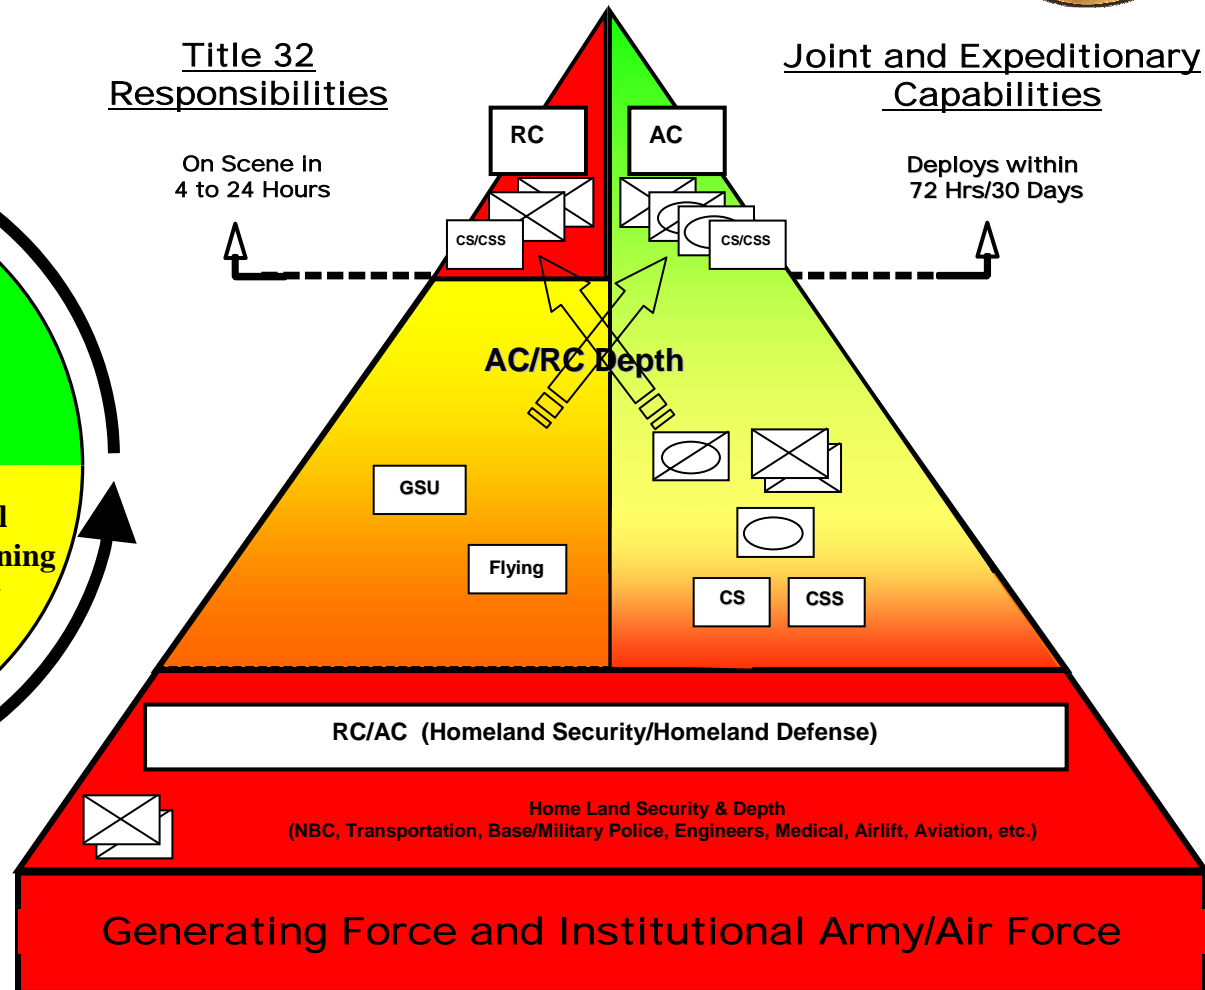 Title 32
Responsibilities
On Scene in
4 to 24 Hours
Joint and Expeditionary
Capabilities
Deploys within
72 Hrs/30 Days
RC
AC
CS/CSS
CS/CSS
AC/RC Depth
GSU
Flying
CS
CSS
RC/AC (Homeland Security/Homeland Defense)
Home Land Security & Depth
(NBC, Transportation, Base/Military Police, Engineers, Medical, Airlift, Aviation, etc.)
Generating Force and Institutional Army/Air Force